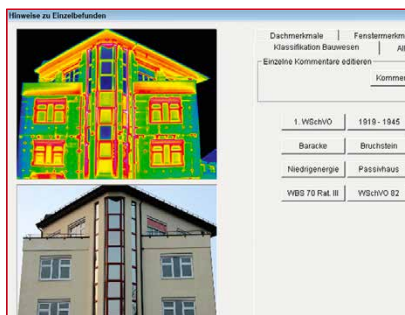 Hinweise zu Einzelbefunden
Dachmerkmale
Klassifikation Bauwesen
Einzelne Kommentare editieren
1. WSchVO
1919 - 1945
Baracke
Bruchstein
Niedrigenergie
Passivhaus
WBS 70 Rat. III
WSchVO 82